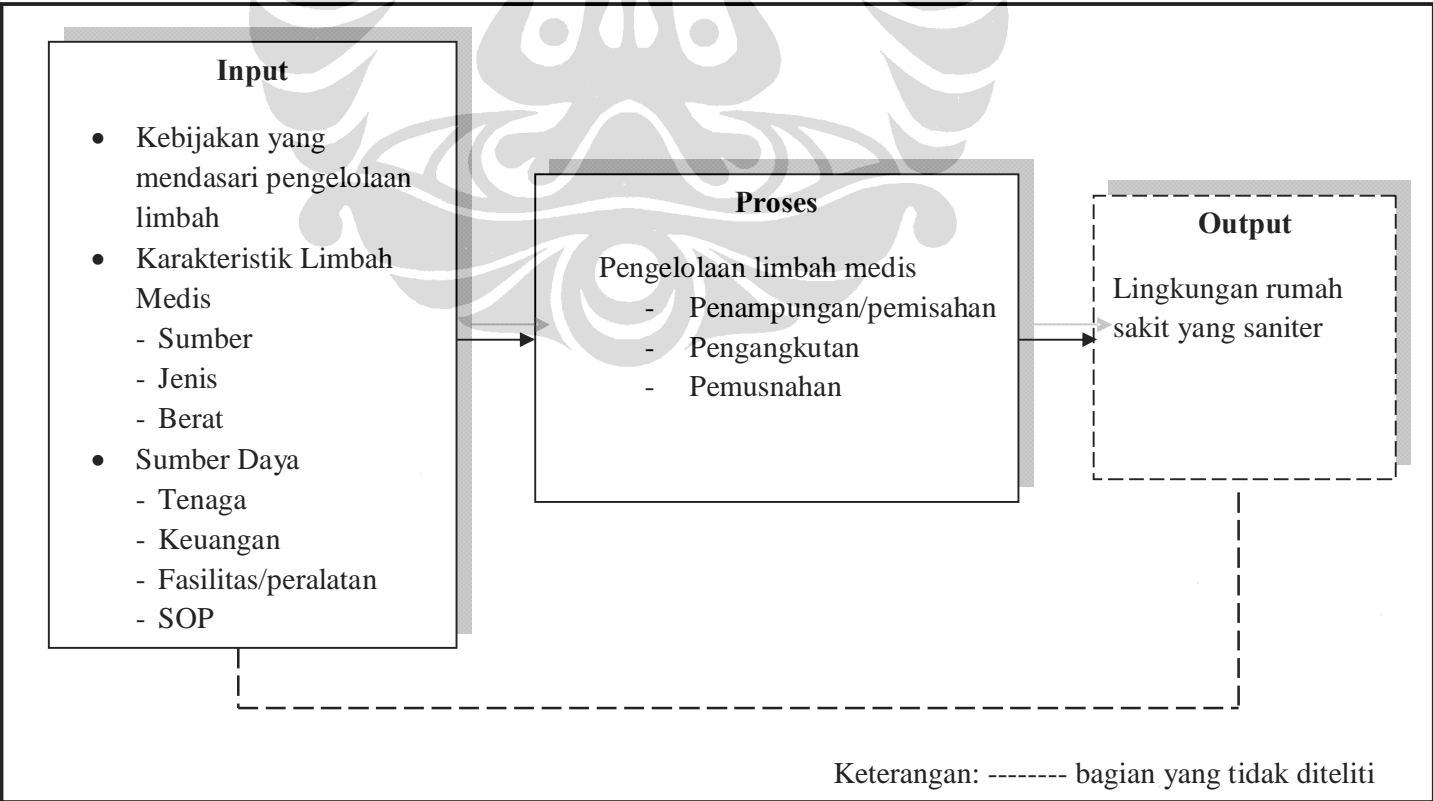 Input
• Kebijakan yang
mendasari pengelolaan
limbah
• Karakteristik Limbah
Medis
- Sumber
- Jenis
- Berat
• Sumber Daya
- Tenaga
- Keuangan
- Fasilitas/peralatan
- SOP
Proses
Pengelolaan limbah medis
- Penampungan/pemisahan
- Pengangkutan
- Pemusnahan
Output
Lingkungan rumah
sakit yang saniter
Keterangan: -------- bagian yang tidak diteliti